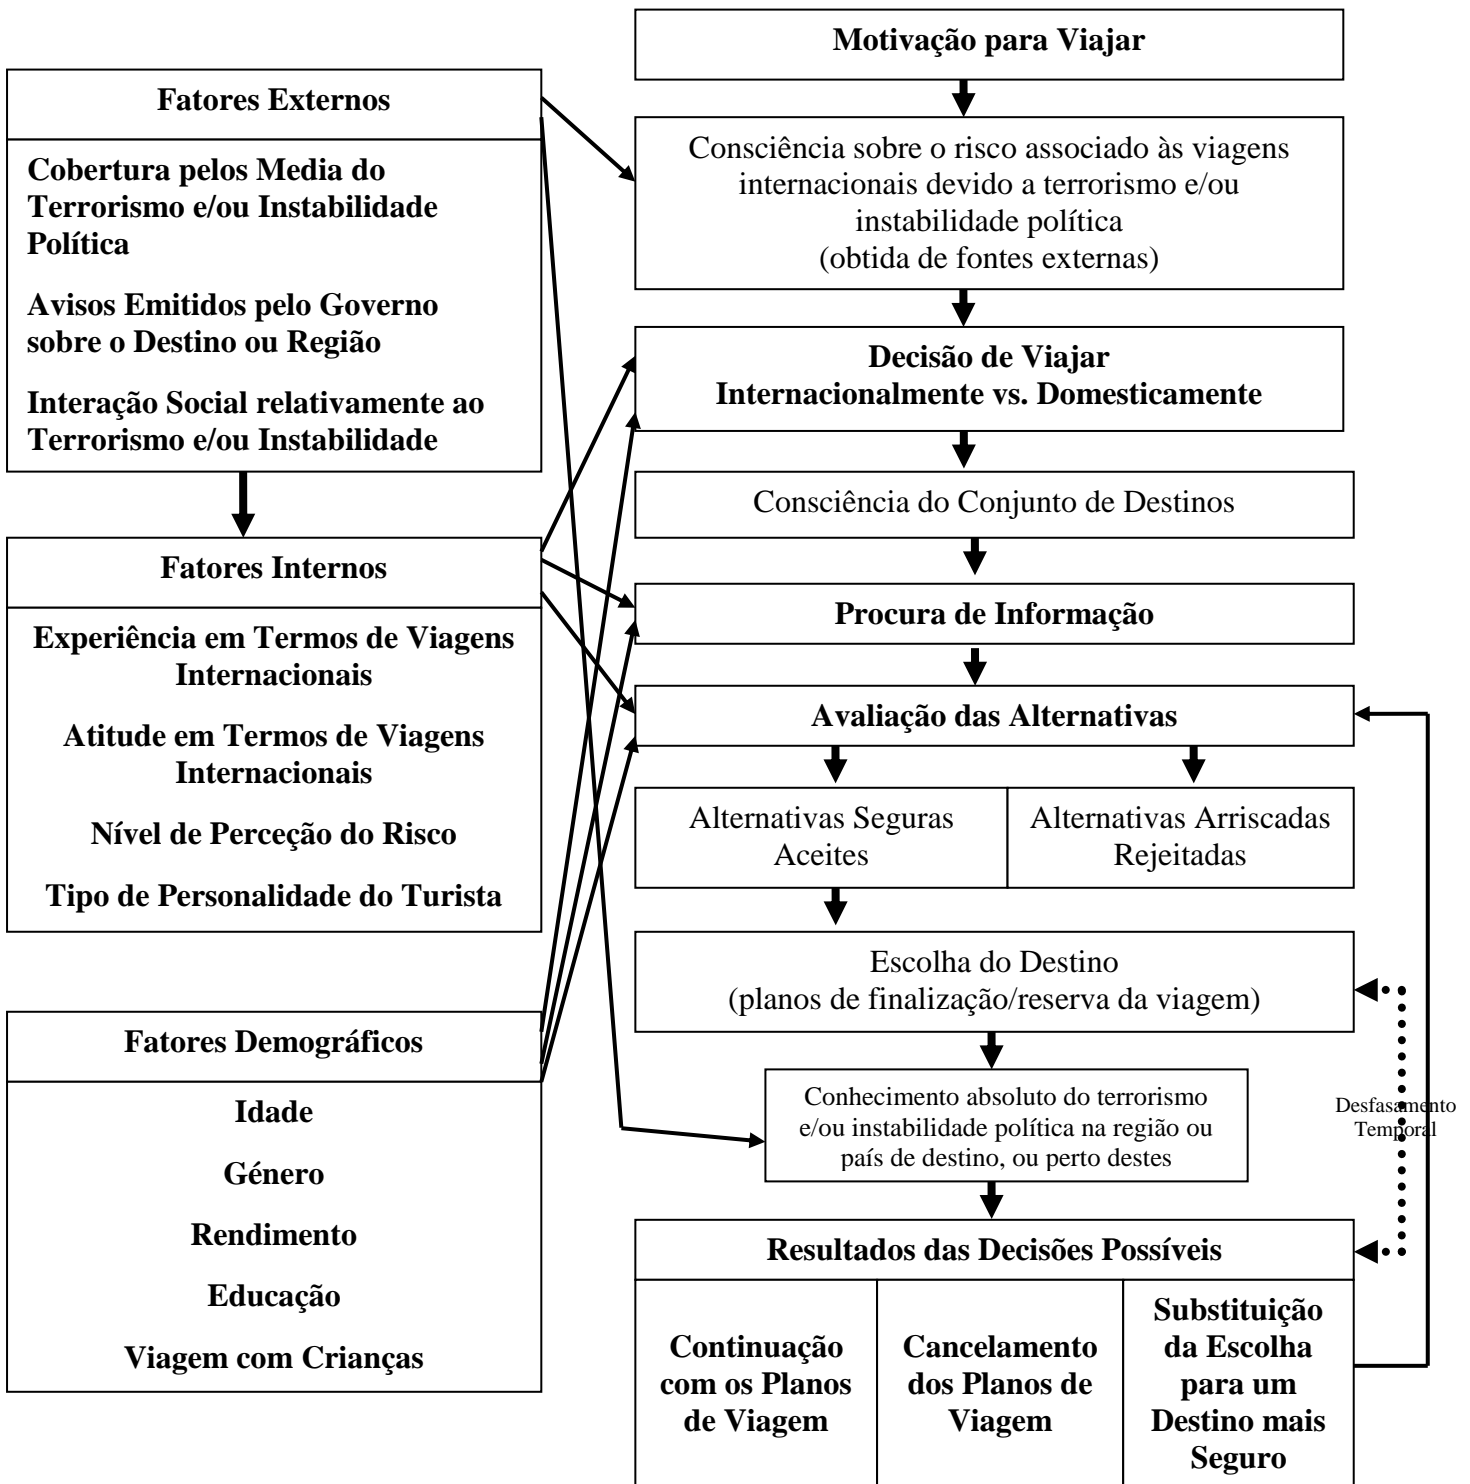 Motivação para Viajar
Fatores Externos
Cobertura pelos Media do
Terrorismo e/ou Instabilidade
Política
Avisos Emitidos pelo Governo
sobre o Destino ou Região
Interação Social relativamente ao
Terrorismo e/ou Instabilidade
Consciência sobre o risco associado às viagens
internacionais devido a terrorismo e/ou
instabilidade política
(obtida de fontes externas)
Decisão de Viajar
Internacionalmente vs. Domesticamente
Consciência do Conjunto de Destinos
Fatores Internos
Experiência em Termos de Viagens
Internacionais
Atitude em Termos de Viagens
Internacionais
Nível de Perceção do Risco
Tipo de Personalidade do Turista
Procura de Informação
Avaliação das Alternativas
Alternativas Seguras
Aceites
Alternativas Arriscadas
Rejeitadas
Escolha do Destino
(planos de finalização/reserva da viagem)
Fatores Demográficos
Idade
Género
Rendimento
Educação
Viagem com Crianças
Conhecimento absoluto do terrorismo
e/ou instabilidade política na região ou
país de destino, ou perto destes
Desfasamento
Temporal
Resultados das Decisões Possíveis
Continuação
com os Planos
de Viagem
Cancelamento
dos Planos de
Viagem
Substituição
da Escolha
para um
Destino mais
Seguro